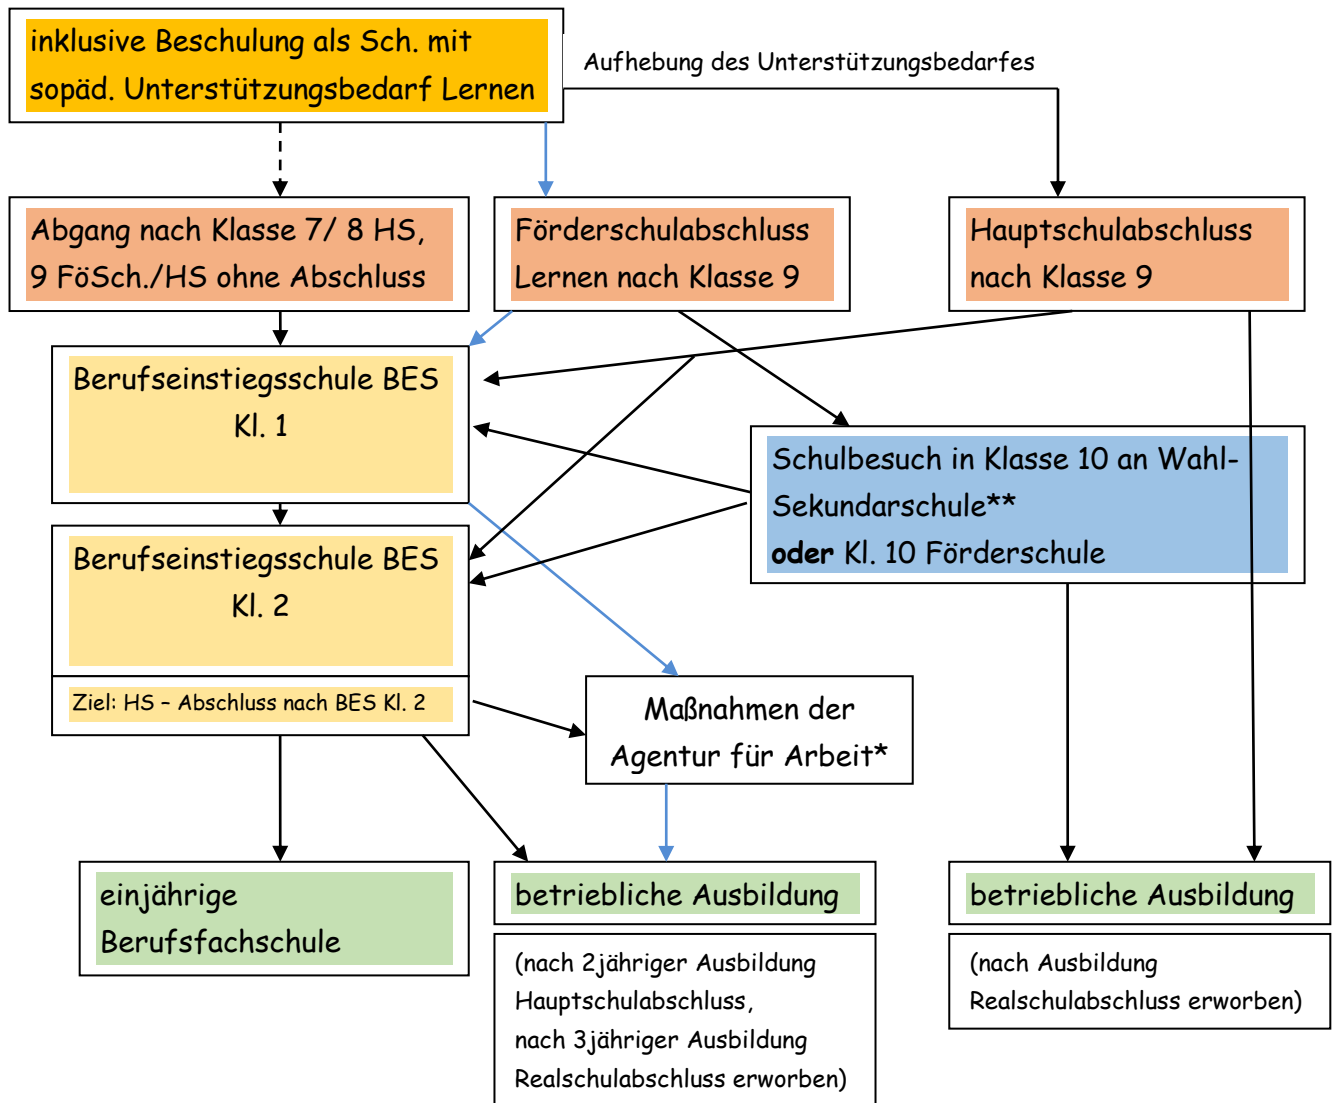 inklusive Beschulung als Sch. mit
sopäd. Unterstützungsbedarf Lernen
Aufhebung des Unterstützungsbedarfes
Abgang nach Klasse 7/ 8 HS,
9 FöSch./HS ohne Abschluss
Förderschulabschluss
Lernen nach Klasse 9
Hauptschulabschluss
nach Klasse 9
Berufseinstiegsschule BES
Kl. 1
Schulbesuch in Klasse 10 an Wahl-
Sekundarschule**
oder Kl. 10 Förderschule
Berufseinstiegsschule BES
Kl. 2
Ziel: HS – Abschluss nach BES Kl. 2
Maßnahmen der
Agentur für Arbeit*
einjährige
Berufsfachschule
betriebliche Ausbildung
(nach 2jähriger Ausbildung
Hauptschulabschluss,
nach 3jähriger Ausbildung
Realschulabschluss erworben)
betriebliche Ausbildung
(nach Ausbildung
Realschulabschluss erworben)